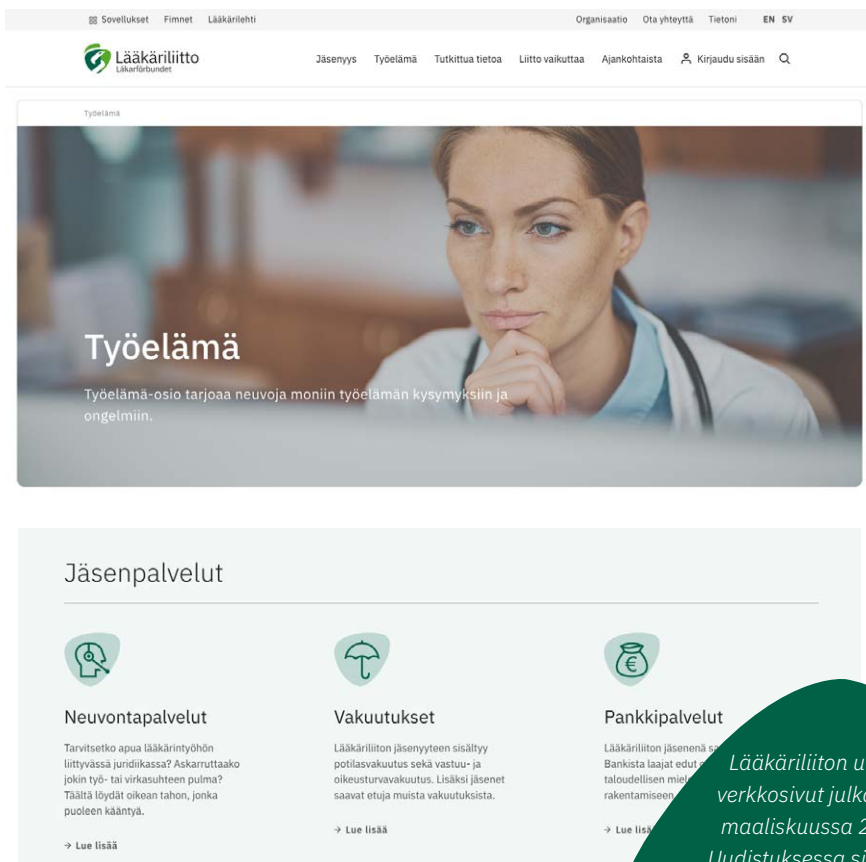 Sovellukset Fimnet Lääkärilehti Organisaatio Ota yhteyttä Tietoni EN SV
Lääkäriliitto
Läkarförbundet
Jäsenyys Työelämä Tutkittua tietoa Liitto vaikuttaa Ajankohtaista Kirjaudu sisään
Työelämä
Työelämä
Työelämä-osio tarjoaa neuvoja moniin työelämän kysymyksiin ja
ongelmiin.
Jäsenpalvelut
Neuvontapalvelut
Tarvitsetko apua lääkärintyöhön
liittyvässä juridiikassa? Askarruttaako
jokin työ- tai virkasuhteen pulma?
Täältä löydät oikean tahon, jonka
puoleen kääntyä.
→ Lue lisää
Vakuutukset
Lääkäriliiton jäsenyyteen sisältyy
potilasvakuutus sekä vastuu- ja
oikeusturvavakuutus. Lisäksi jäsenet
saavat etuja muista vakuutuksista.
→ Lue lisää
Pankkipalvelut
Lääkäriliiton jäsenenä
Bankista laajat edut
taloudellisen
rakentamiseen
→ Lue
Lääkäriliiton
verkkosivut
maaliskuussa
Uudistuksessa